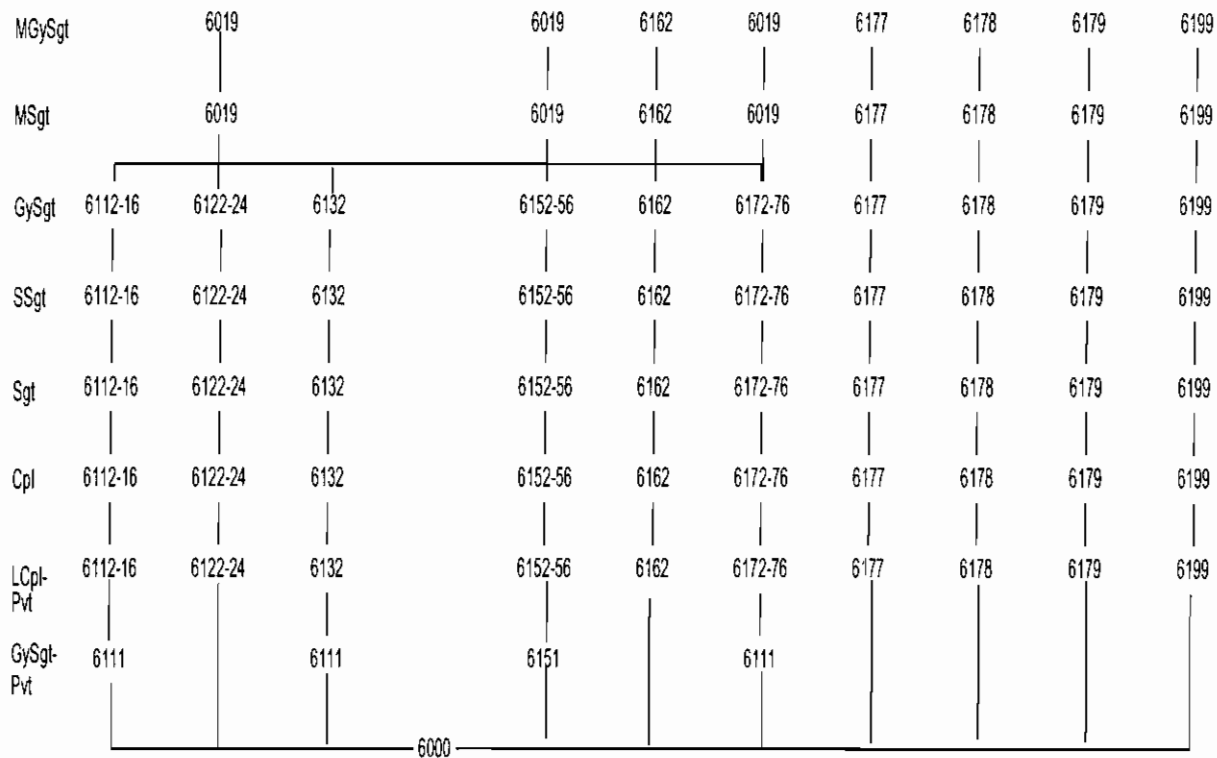 MGySgt 6019 6019 6162 6019 6177 6178 6179 6199
MSgt 6019 6019 6162 6019 6177 6178 6179 6199
GySgt 6112-16 6122-24 6132 6152-56 6162 6172-76 6177 6178 6179 6199
SSgt 6112-16 6122-24 6132 6152-56 6162 6172-76 6177 6178 6179 6199
Sgt 6112-16 6122-24 6132 6152-56 6162 6172-76 6177 6178 6179 6199
Cpl 6112-16 6122-24 6132 6152-56 6162 6172-76 6177 6178 6179 6199
LCpl- 6112-16 6122-24 6132 6152-56 6162 6172-76 6177 6178 6179 6199
Pvt
GySgt- 6111 6111 6151 6111
Pvt
6000